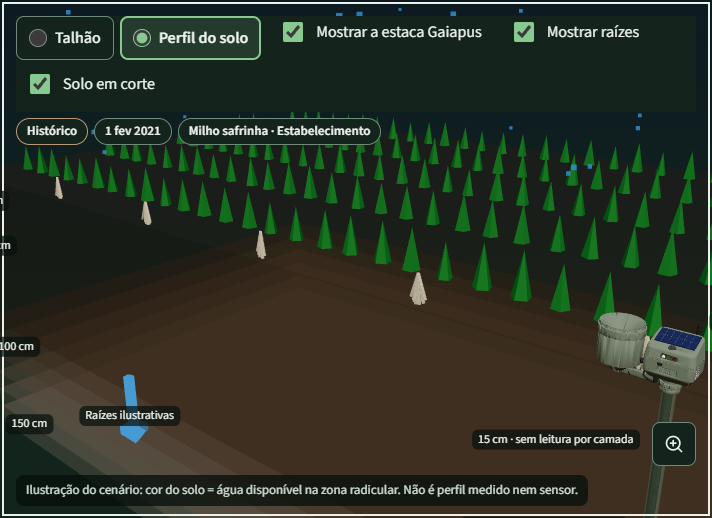 Talhão
Perfil do solo
Mostrar a estaca Gaiapus
Mostrar raízes
Solo em corte
Histórico
1 fev 2021
Milho safrinha · Estabelecimento
100 cm
Raízes ilustrativas
150 cm
15 cm · sem leitura por camada
Ilustração do cenário: cor do solo = água disponível na zona radicular. Não é perfil medido nem sensor.